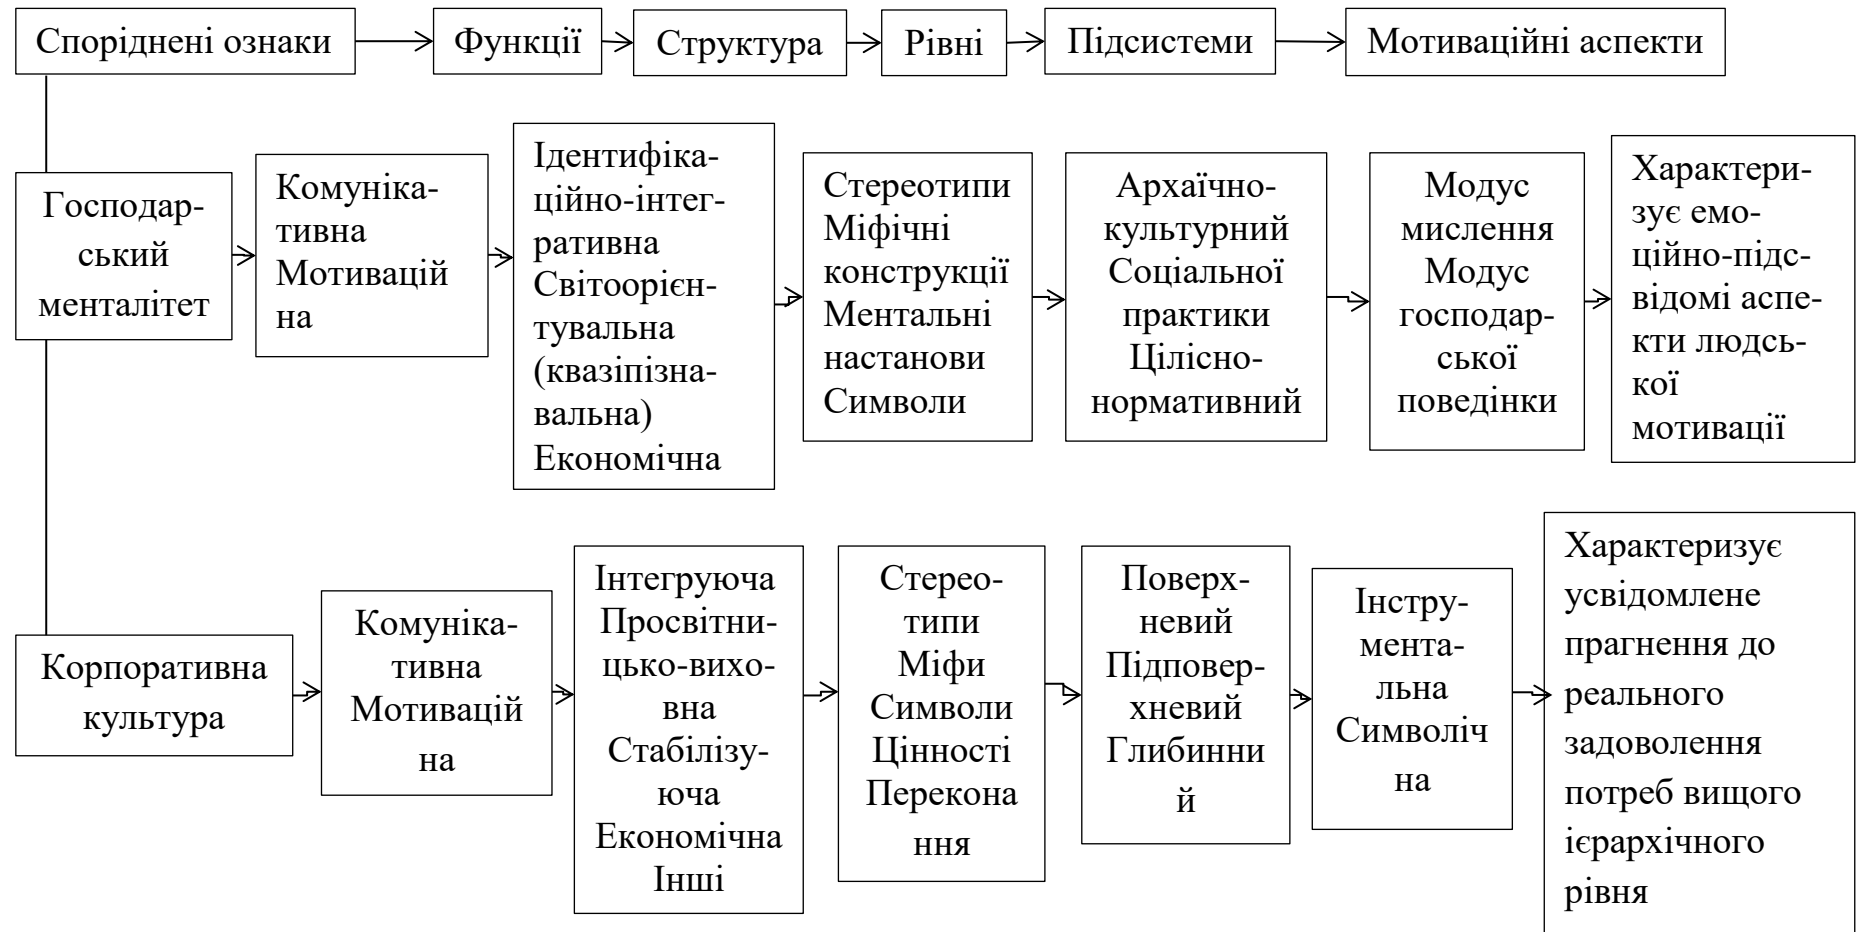 Споріднені ознаки
Функції
Структура
Рівні
Підсистеми
Мотиваційні аспекти
Господар-
ський
менталітет
Комуніка-
тивна
Мотивацій
на
Ідентифіка-
ційно-інтег-
ративна
Світоорієн-
тувальна
(квазіпізна-
вальна)
Економічна
Стереотипи
Міфічні
конструкції
Ментальні
настанови
Символи
Архаїчно-
культурний
Соціальної
практики
Цілісно-
нормативний
Модус
мислення
Модус
господар-
ської
поведінки
Характери-
зує емо-
ційно-підс-
відомі аспе-
кти людсь-
кої
мотивації
Корпоративна
культура
Комуніка-
тивна
Мотивацій
на
Інтегруюча
Просвітни-
цько-вихо-
вна
Стабілізу-
юча
Економічна
Інші
Стерео-
типи
Міфи
Символи
Цінності
Перекона
ння
Поверх-
невий
Підповер-
хневий
Глибинни
й
Інстру-
мента-
льна
Символіч
на
Характеризує
усвідомлене
прагнення до
реального
задоволення
потреб вищого
ієрархічного
рівня